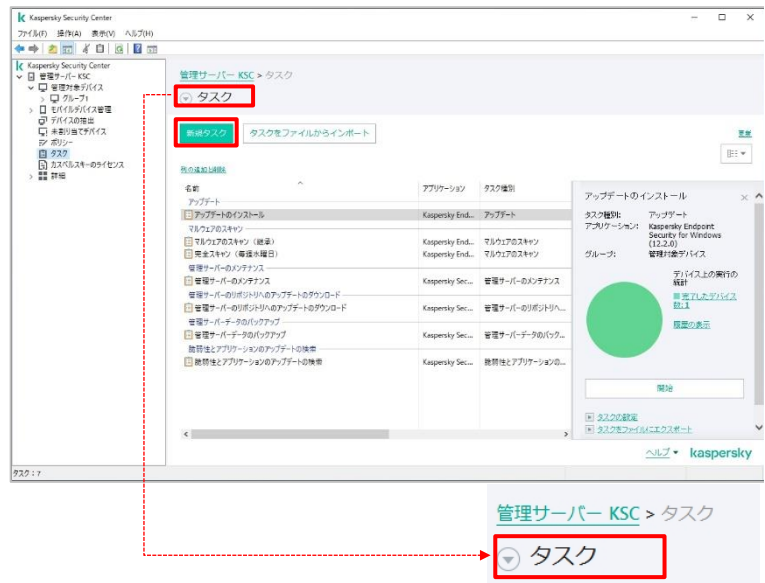 Kaspersky Security Center
ファイル(F) 操作(A) 表示(V) ヘルプ(H)
Kaspersky Security Center
管理サーバー KSC
管理対象デバイス
グループ1
モバイルデバイス管理
デバイスの抽出
未割り当てデバイス
ポリシー
タスク
カスペルスキーのライセンス
詳細
管理サーバー KSC > タスク
タスク
新規タスク タスクをファイルからインポート
更新
列の追加と削除
名前 アプリケーション タスク種別
アップデート
アップデートのインストール Kaspersky End... アップデート
マルウェアのスキャン
マルウェアのスキャン（継承） Kaspersky End... マルウェアのスキャン
完全スキャン（毎週水曜日） Kaspersky End... マルウェアのスキャン
管理サーバーのメンテナンス
管理サーバーのメンテナンス Kaspersky Sec... 管理サーバーのメンテナンス
管理サーバーのリポジトリへのアップデートのダウンロード
管理サーバーのリポジトリへのアップデートのダウンロード Kaspersky Sec... 管理サーバーのリポジトリへ...
管理サーバーデータのバックアップ
管理サーバーデータのバックアップ Kaspersky Sec... 管理サーバーデータのバック...
脆弱性とアプリケーションのアップデートの検索
脆弱性とアプリケーションのアップデートの検索 Kaspersky Sec... 脆弱性とアプリケーションの...
アップデートのインストール
タスク種別: アップデート
アプリケーション: Kaspersky Endpoint
Security for Windows
(12.2.0)
グループ: 管理対象デバイス
デバイス上の実行の
統計
完了したデバイス
数: 1
履歴の表示
開始
タスクの設定
タスクをファイルにエクスポート
ヘルプ kaspersky
タスク : 7
管理サーバー KSC > タスク
タスク